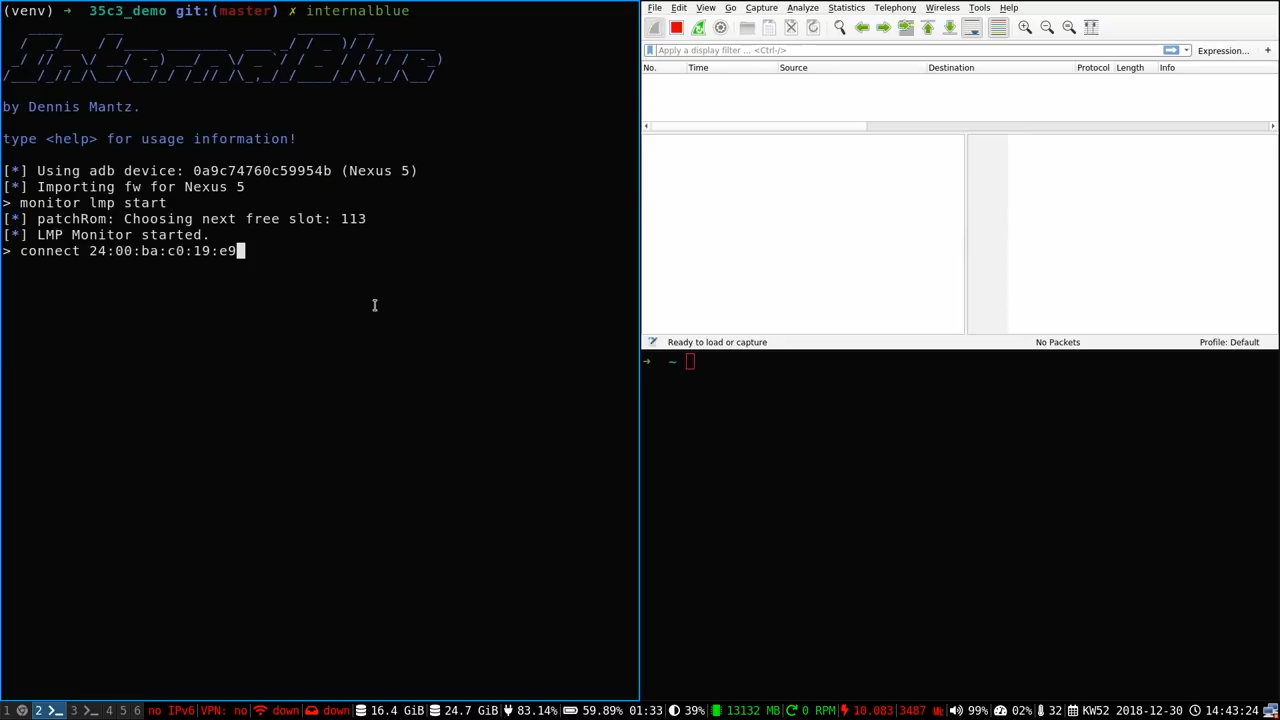 (venv) ➜ 35c3_demo git:(master) ✗ internalblue
by Dennis Mantz.
type <help> for usage information!
[*] Using adb device: 0a9c74760c59954b (Nexus 5)
[*] Importing fw for Nexus 5
> monitor lmp start
[*] patchRom: Choosing next free slot: 113
[*] LMP Monitor started.
> connect 24:00:ba:c0:19:e9
File Edit View Go Capture Analyze Statistics Telephony Wireless Tools Help
Apply a display filter ... <Ctrl-/> Expression... +
No. Time Source Destination Protocol Length Info
Ready to load or capture No Packets Profile: Default
➜ ~
1 2 3 4 5 6 no IPv6 VPN: no down down 16.4 GiB 24.7 GiB 83.14% 59.89% 01:33 39% 13132 MB 0 RPM 10.083 3487 W 99% 02% 32 KW52 2018-12-30 14:43:24